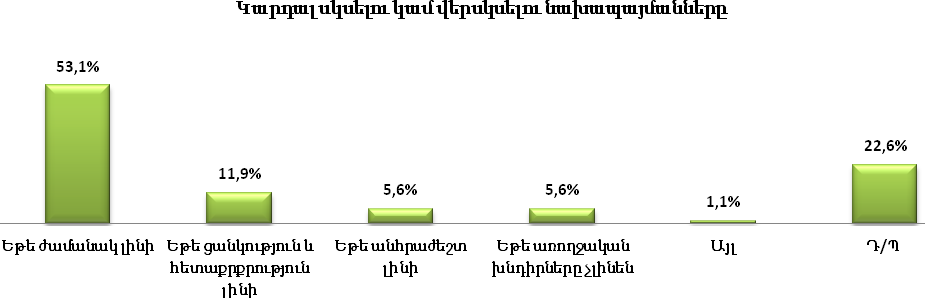 Կարդալ սկսելու կամ վերսկսելու նախապայմանները
53,1%
11,9%
5,6%
5,6%
1,1%
22,6%
Եթե ժամանակ լինի
Եթե ցանկություն և
հետաքրքրություն
լինի
Եթե անհրաժեշտ
լինի
Եթե առողջական
խնդիրները չլինեն
Այլ
Դ/Պ